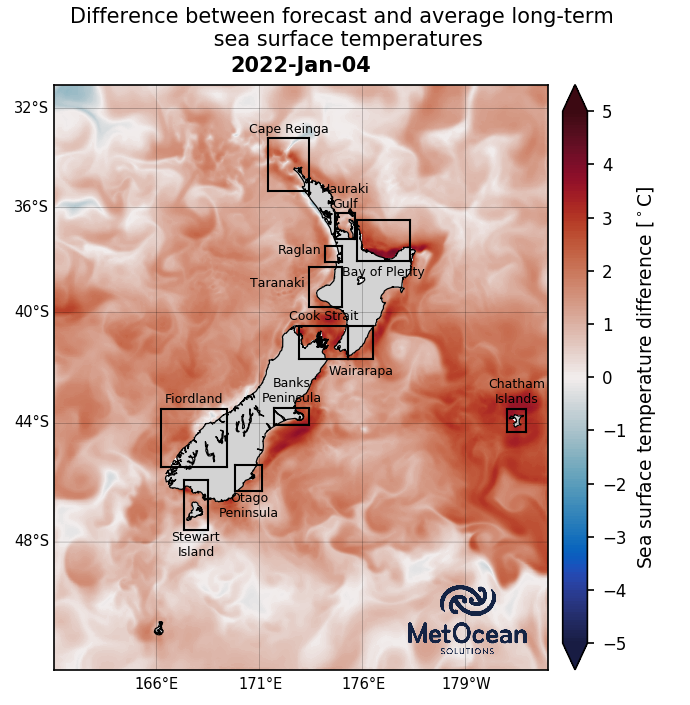 Difference between forecast and average long-term
sea surface temperatures
2022-Jan-04
32°S
36°S
40°S
44°S
48°S
Cape Reinga
Hauraki
Gulf
Raglan
Bay of Plenty
Taranaki
Cook Strait
Wairarapa
Banks
Peninsula
Fiordland
Chatham
Islands
Otago
Peninsula
Stewart
Island
MetOcean
SOLUTIONS
166°E
171°E
176°E
179°W
5
4
3
2
1
0
−1
−2
−3
−4
−5
Sea surface temperature difference [°C]